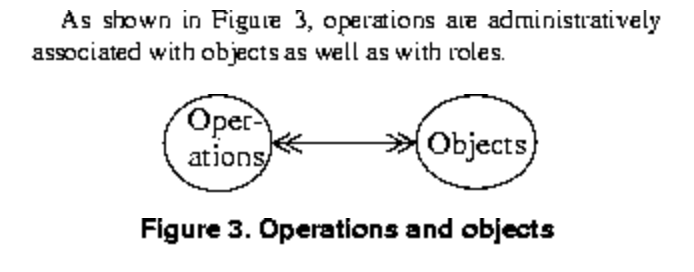 As shown in Figure 3, operations are administratively
associated with objects as well as with roles.
Oper-
ations
Objects
Figure 3. Operations and objects